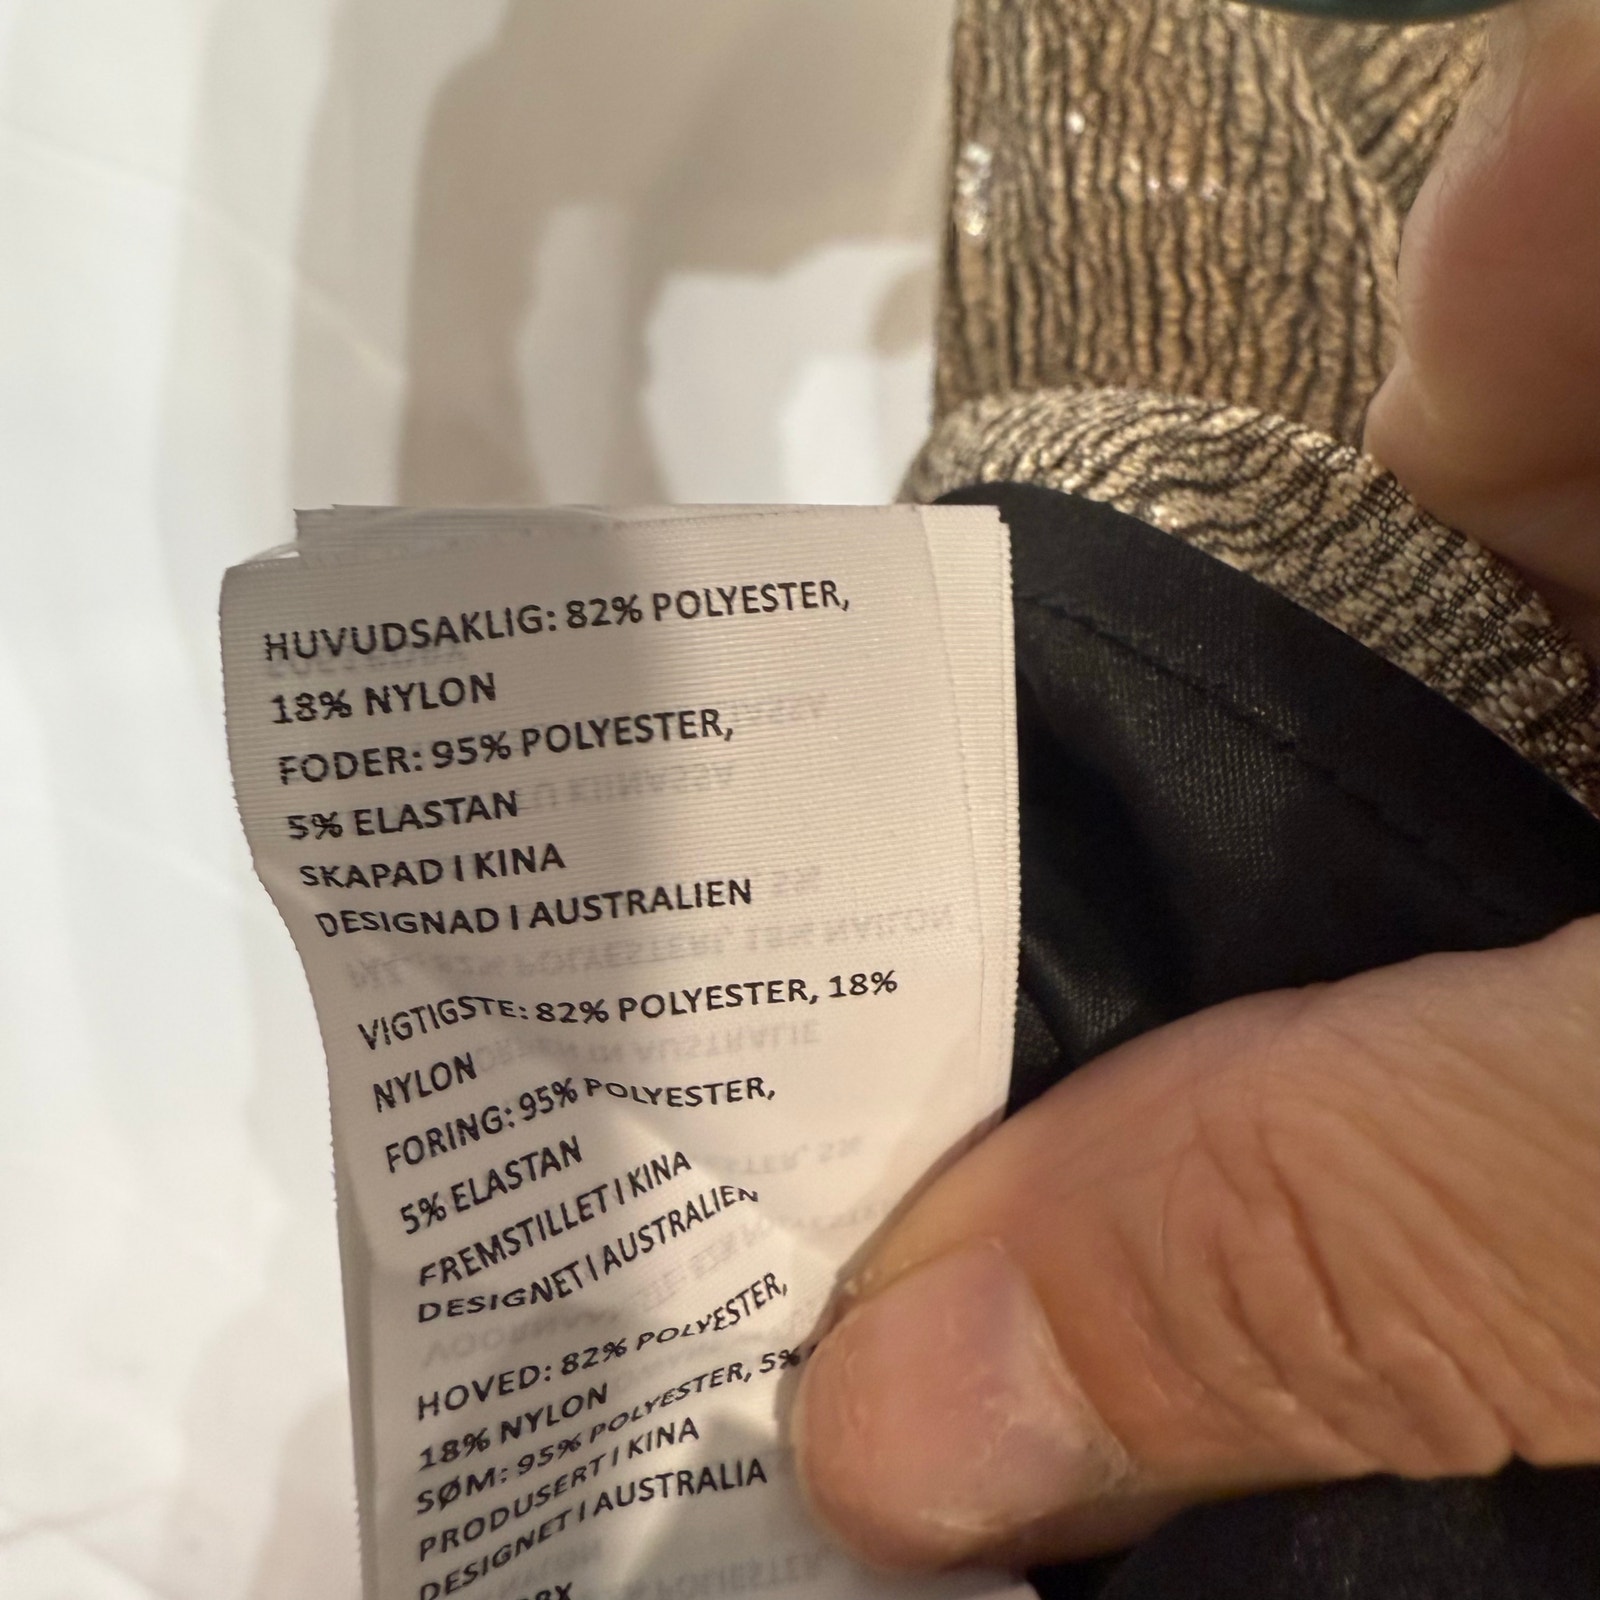 HUVUDSAKLIG: 82% POLYESTER,
18% NYLON
FODER: 95% POLYESTER,
5% ELASTAN
SKAPAD I KINA
DESIGNAD I AUSTRALIEN
VIGTIGSTE: 82% POLYESTER, 18%
NYLON
FORING: 95% POLYESTER,
5% ELASTAN
FREMSTILLET I KINA
DESIGNET I AUSTRALIEN
HOVED: 82% POLYESTER,
18% NYLON
SØM: 95% POLYESTER, 5%
PRODUSERT I KINA
DESIGNET I AUSTRALIA